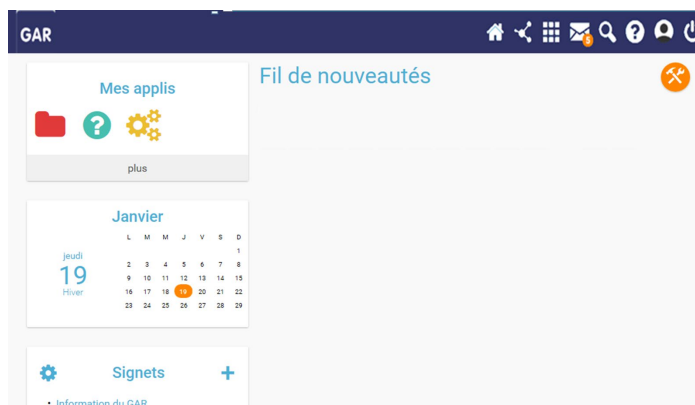 GAR
5
Fil de nouveautés
Mes applis
?
plus
Janvier
jeudi
19
Hiver
L M M J V S D
1
2 3 4 5 6 7 8
9 10 11 12 13 14 15
16 17 18 19 20 21 22
23 24 25 26 27 28 29
Signets
Information du GAR